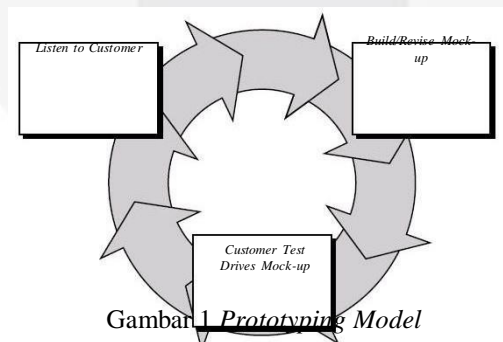 Listen to Customer
Build/Revise Mock-
up
Customer Test
Drives Mock-up
Gambar 1 Prototyping Model